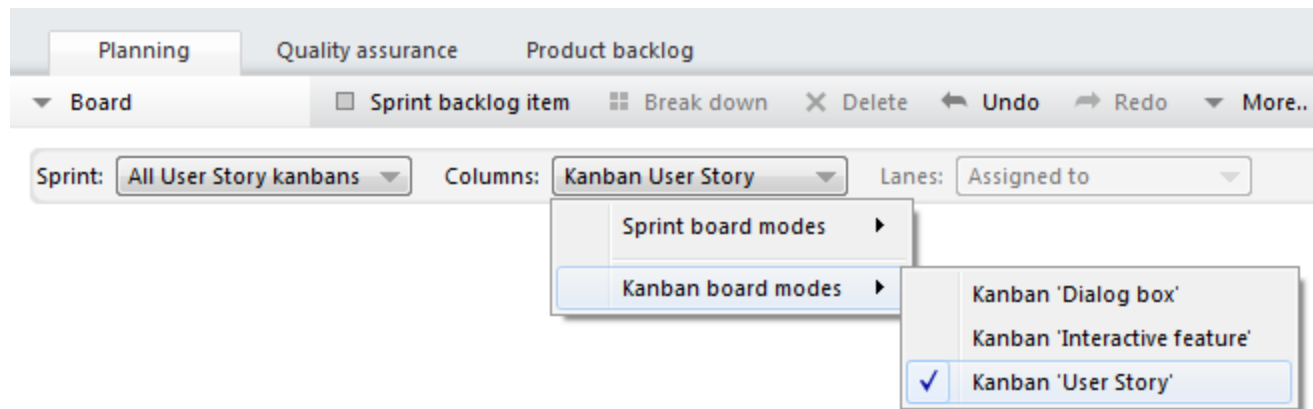 Planning Quality assurance Product backlog
Board Sprint backlog item Break down Delete Undo Redo More..
Sprint: All User Story kanbans Columns: Kanban User Story Lanes: Assigned to
Sprint board modes
Kanban board modes
Kanban 'Dialog box'
Kanban 'Interactive feature'
Kanban 'User Story'